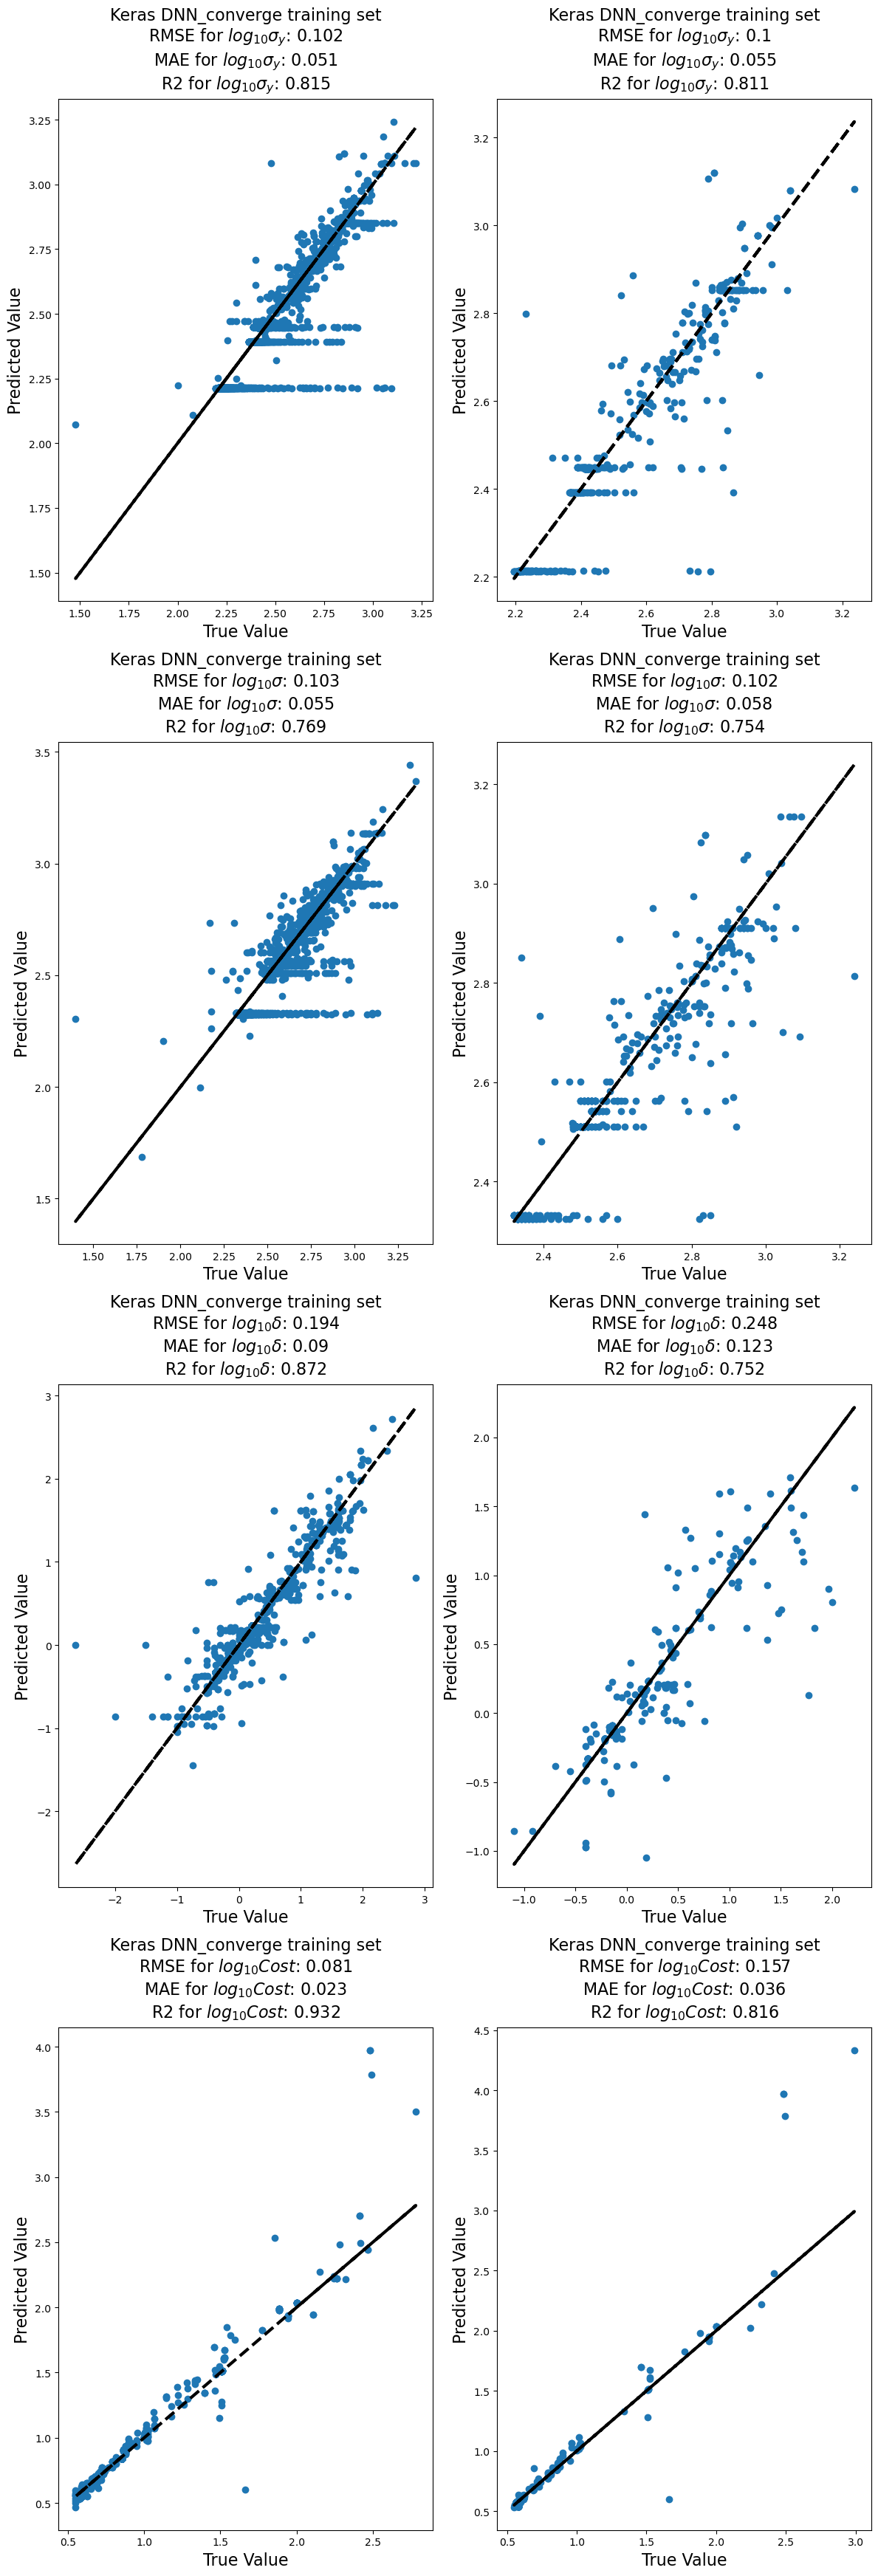 Keras DNN_converge training set
RMSE for log₁₀σᵧ: 0.102
MAE for log₁₀σᵧ: 0.051
R2 for log₁₀σᵧ: 0.815
3.25
3.00
2.75
2.50
2.25
2.00
1.75
1.50
Predicted Value
1.50 1.75 2.00 2.25 2.50 2.75 3.00 3.25
True Value
Keras DNN_converge training set
RMSE for log₁₀σᵧ: 0.1
MAE for log₁₀σᵧ: 0.055
R2 for log₁₀σᵧ: 0.811
3.2
3.0
2.8
2.6
2.4
2.2
Predicted Value
2.2 2.4 2.6 2.8 3.0 3.2
True Value
Keras DNN_converge training set
RMSE for log₁₀σ: 0.103
MAE for log₁₀σ: 0.055
R2 for log₁₀σ: 0.769
3.5
3.0
2.5
2.0
1.5
Predicted Value
1.50 1.75 2.00 2.25 2.50 2.75 3.00 3.25
True Value
Keras DNN_converge training set
RMSE for log₁₀σ: 0.102
MAE for log₁₀σ: 0.058
R2 for log₁₀σ: 0.754
3.2
3.0
2.8
2.6
2.4
Predicted Value
2.4 2.6 2.8 3.0 3.2
True Value
Keras DNN_converge training set
RMSE for log₁₀δ: 0.194
MAE for log₁₀δ: 0.09
R2 for log₁₀δ: 0.872
3
2
1
0
−1
−2
Predicted Value
−2 −1 0 1 2 3
True Value
Keras DNN_converge training set
RMSE for log₁₀δ: 0.248
MAE for log₁₀δ: 0.123
R2 for log₁₀δ: 0.752
2.0
1.5
1.0
0.5
0.0
−0.5
−1.0
Predicted Value
−1.0 −0.5 0.0 0.5 1.0 1.5 2.0
True Value
Keras DNN_converge training set
RMSE for log₁₀Cost: 0.081
MAE for log₁₀Cost: 0.023
R2 for log₁₀Cost: 0.932
4.0
3.5
3.0
2.5
2.0
1.5
1.0
0.5
Predicted Value
0.5 1.0 1.5 2.0 2.5
True Value
Keras DNN_converge training set
RMSE for log₁₀Cost: 0.157
MAE for log₁₀Cost: 0.036
R2 for log₁₀Cost: 0.816
4.5
4.0
3.5
3.0
2.5
2.0
1.5
1.0
0.5
Predicted Value
0.5 1.0 1.5 2.0 2.5 3.0
True Value